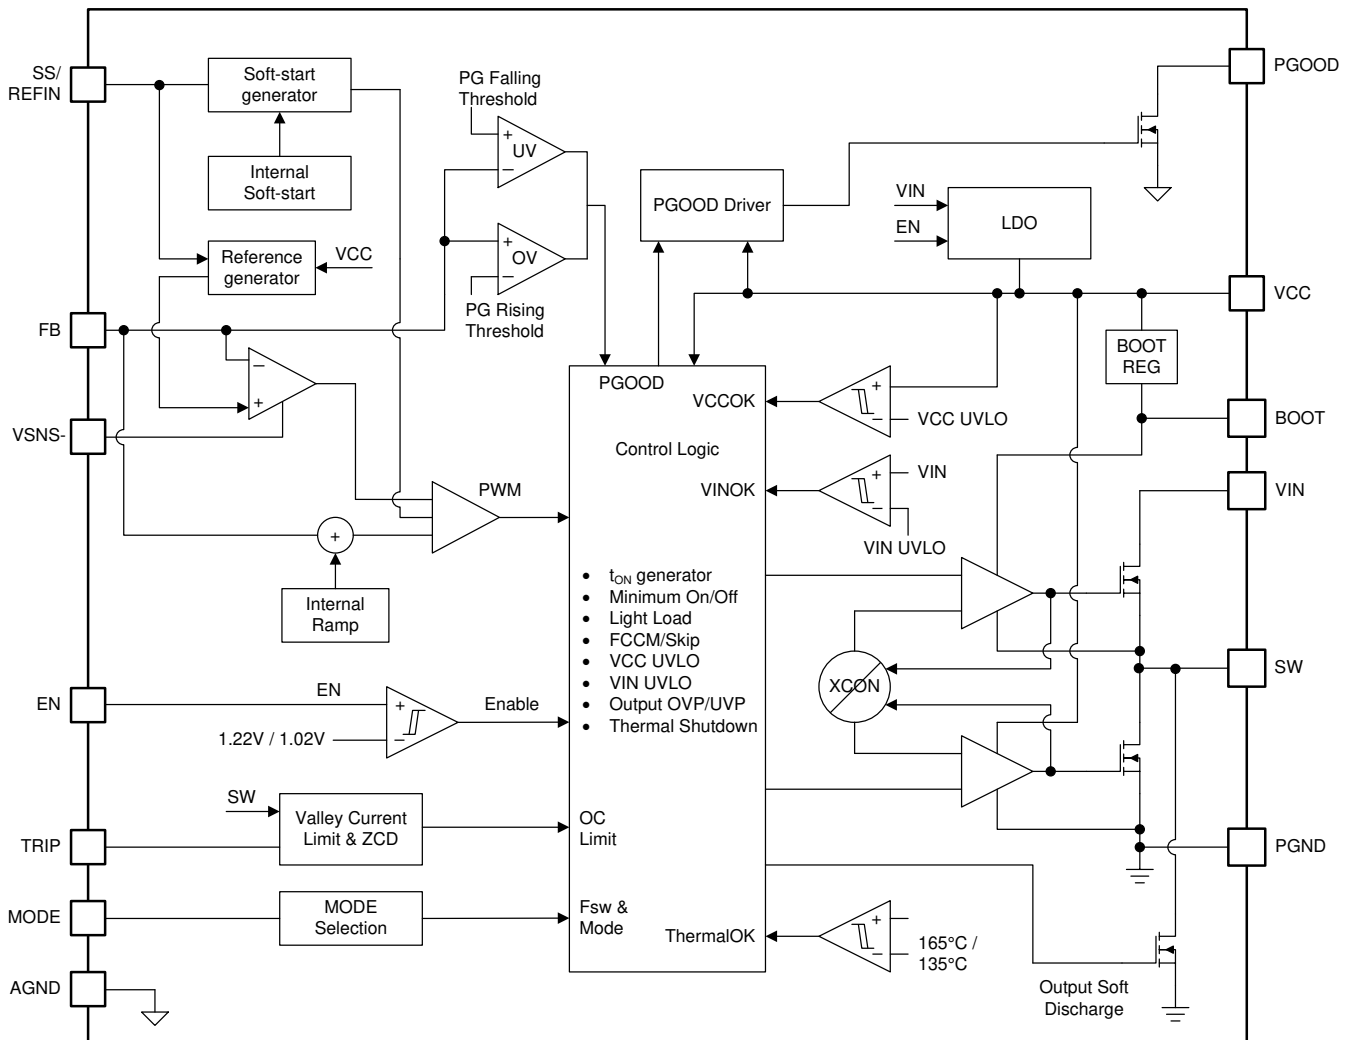 SS/
REFIN
Soft-start
generator
Internal
Soft-start
Reference
generator
VCC
FB
VSNS-
PG Falling
Threshold
+
UV
−
+
OV
−
PG Rising
Threshold
−
+
PWM
+
Internal
Ramp
EN
EN
+
−
1.22V / 1.02V
Enable
SW
TRIP
Valley Current
Limit & ZCD
MODE
MODE
Selection
AGND
PGOOD
Control Logic
VCCOK
VINOK
• tON generator
• Minimum On/Off
• Light Load
• FCCM/Skip
• VCC UVLO
• VIN UVLO
• Output OVP/UVP
• Thermal Shutdown
OC
Limit
Fsw &
Mode
ThermalOK
PGOOD Driver
VIN
EN
LDO
+
−
VCC UVLO
+
−
VIN
VIN UVLO
XCON
+
−
165°C /
135°C
Output Soft
Discharge
BOOT
REG
PGOOD
VCC
BOOT
VIN
SW
PGND